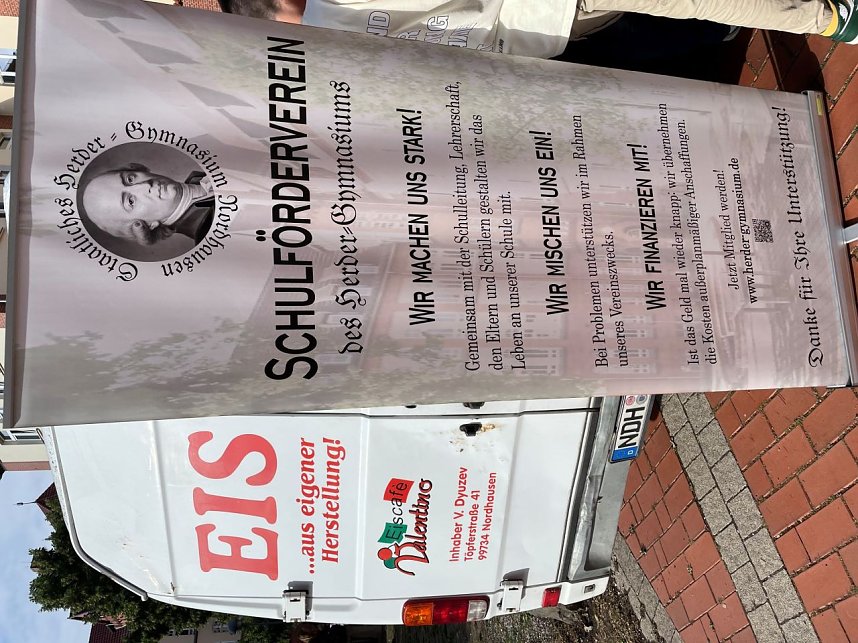 Staatliches Herder-Gymnasium Nordhausen
SCHULFÖRDERVEREIN
des Herder-Gymnasiums
WIR MACHEN UNS STARK!
Gemeinsam mit der Schulleitung, Lehrerschaft,
den Eltern und Schülern gestalten wir das
Leben an unserer Schule mit.
WIR MISCHEN UNS EIN!
Bei Problemen unterstützen wir im Rahmen
unseres Vereinszwecks.
WIR FINANZIEREN MIT!
Ist das Geld mal wieder knapp: wir übernehmen
die Kosten außerplanmäßiger Anschaffungen.
Jetzt Mitglied werden!
www.herder-gymnasium.de
Danke für Ihre Unterstützung!
EIS
...aus eigener
Herstellung!
Eiscafé
Valentino
Inhaber V. Dyuzev
Töpferstraße 41
99734 Nordhausen
D
NDH